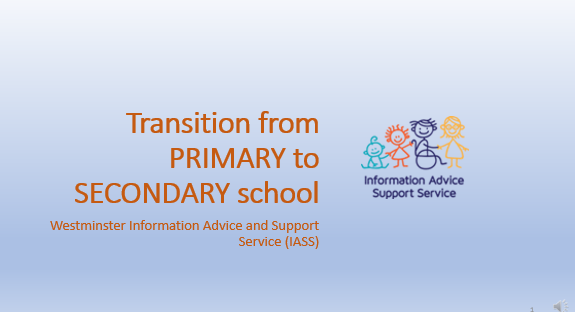 Transition from
PRIMARY to
SECONDARY school
Westminster Information Advice and Support
Service (IASS)
Information Advice
Support Service
1